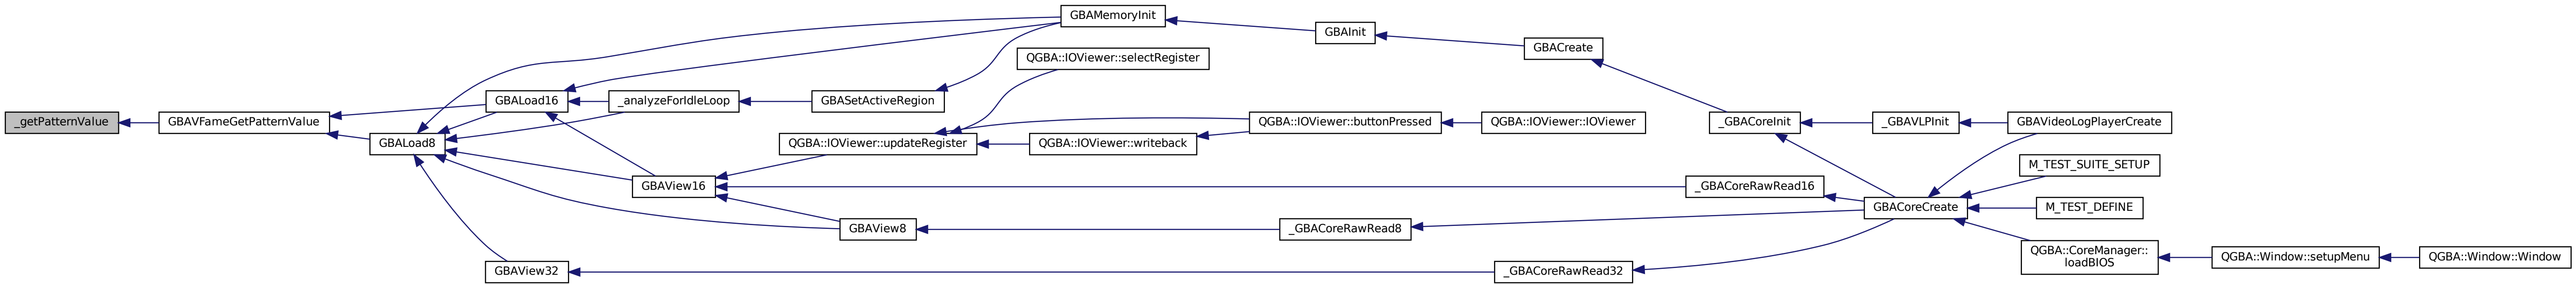 _getPatternValue
GBAVFameGetPatternValue
GBALoad16
GBALoad8
_analyzeForIdleLoop
GBAView16
GBAView32
GBASetActiveRegion
QGBA::IOViewer::updateRegister
GBAView8
GBAMemoryInit
QGBA::IOViewer::selectRegister
QGBA::IOViewer::writeback
GBAInit
QGBA::IOViewer::buttonPressed
_GBACoreRawRead8
GBACreate
QGBA::IOViewer::IOViewer
_GBACoreRawRead32
_GBACoreInit
_GBACoreRawRead16
_GBAVLPInit
GBACoreCreate
GBAVideoLogPlayerCreate
M_TEST_SUITE_SETUP
M_TEST_DEFINE
QGBA::CoreManager::
loadBIOS
QGBA::Window::setupMenu
QGBA::Window::Window